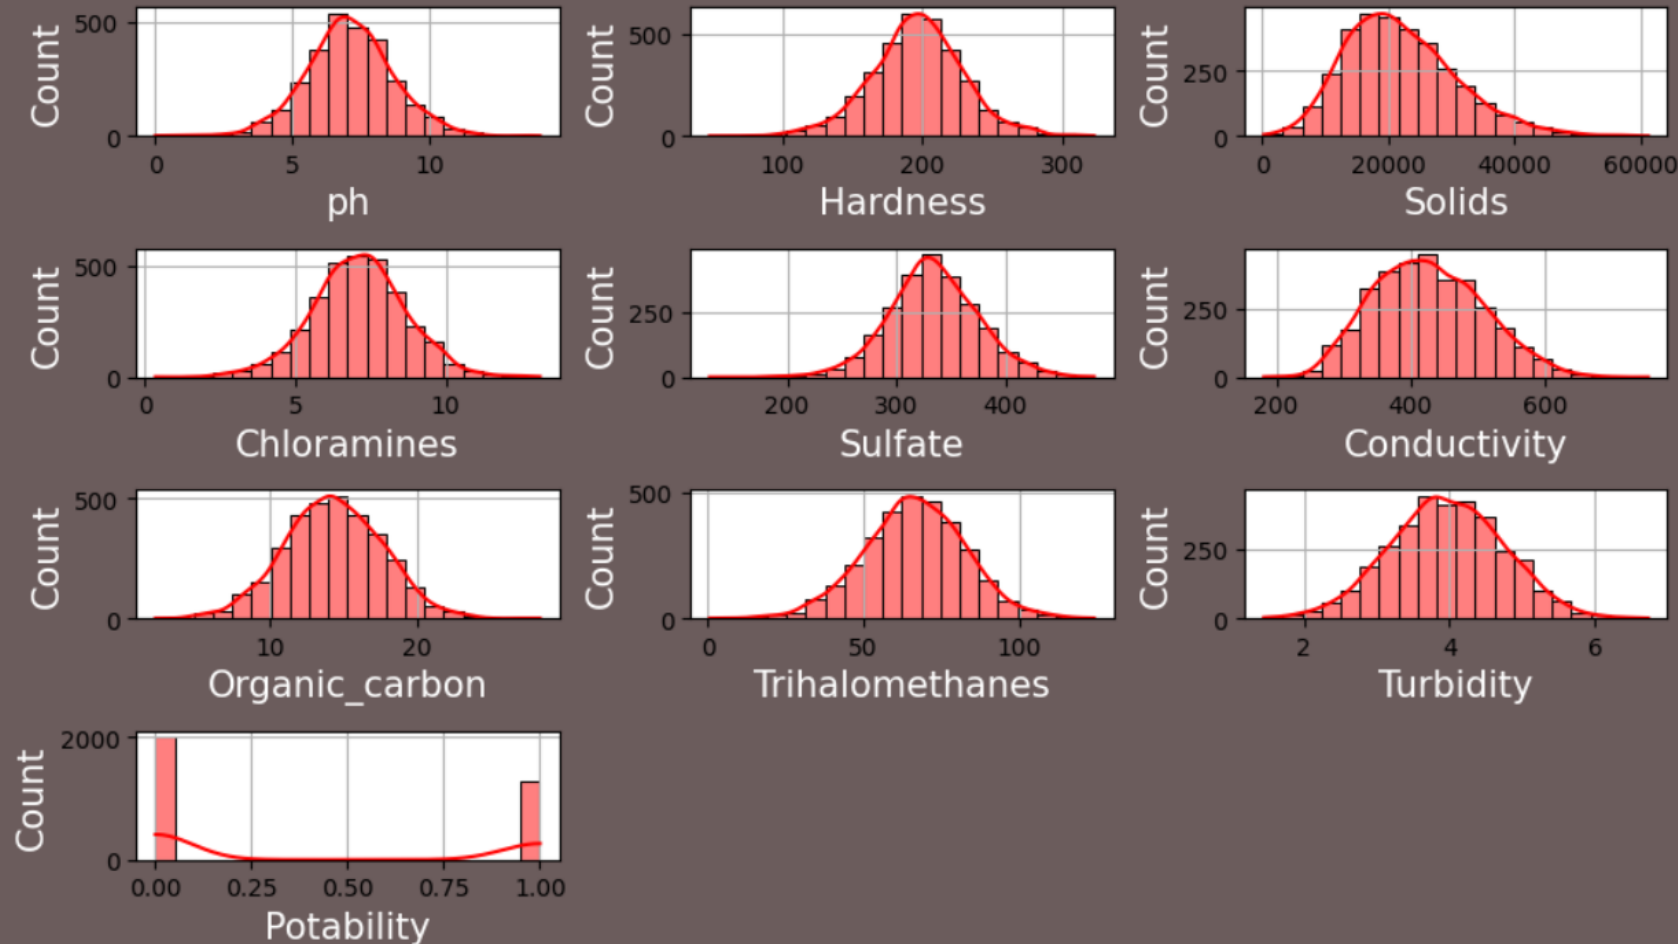 Count
500
0
0 5 10
ph
Count
500
0
100 200 300
Hardness
Count
250
0
0 20000 40000 60000
Solids
Count
500
0
0 5 10
Chloramines
Count
250
0
200 300 400
Sulfate
Count
250
0
200 400 600
Conductivity
Count
500
0
10 20
Organic_carbon
Count
500
0
0 50 100
Trihalomethanes
Count
250
0
2 4 6
Turbidity
Count
2000
0
0.00 0.25 0.50 0.75 1.00
Potability